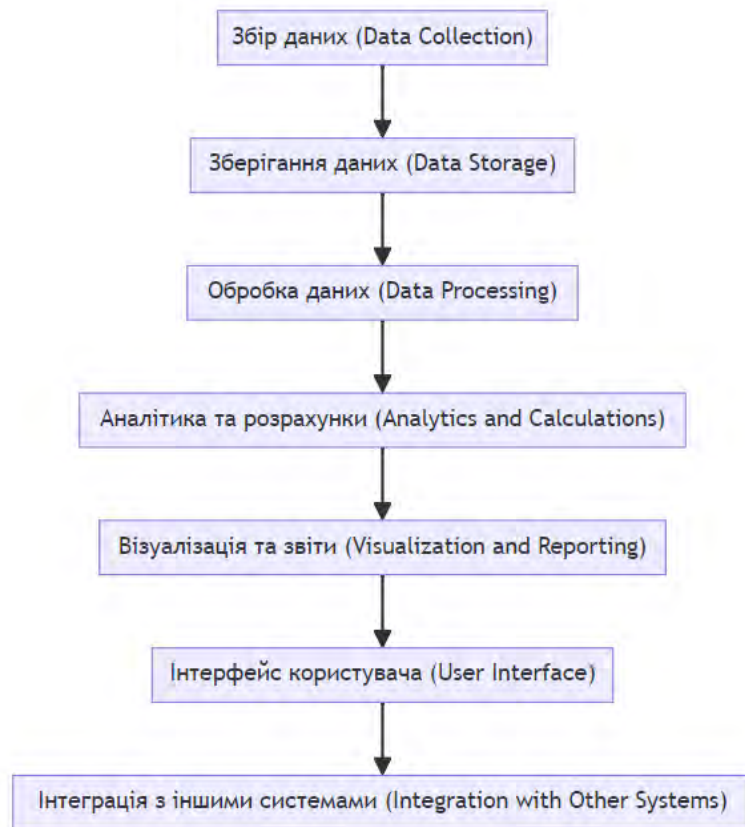 Збір даних (Data Collection)
Зберігання даних (Data Storage)
Обробка даних (Data Processing)
Аналітика та розрахунки (Analytics and Calculations)
Візуалізація та звіти (Visualization and Reporting)
Інтерфейс користувача (User Interface)
Інтеграція з іншими системами (Integration with Other Systems)